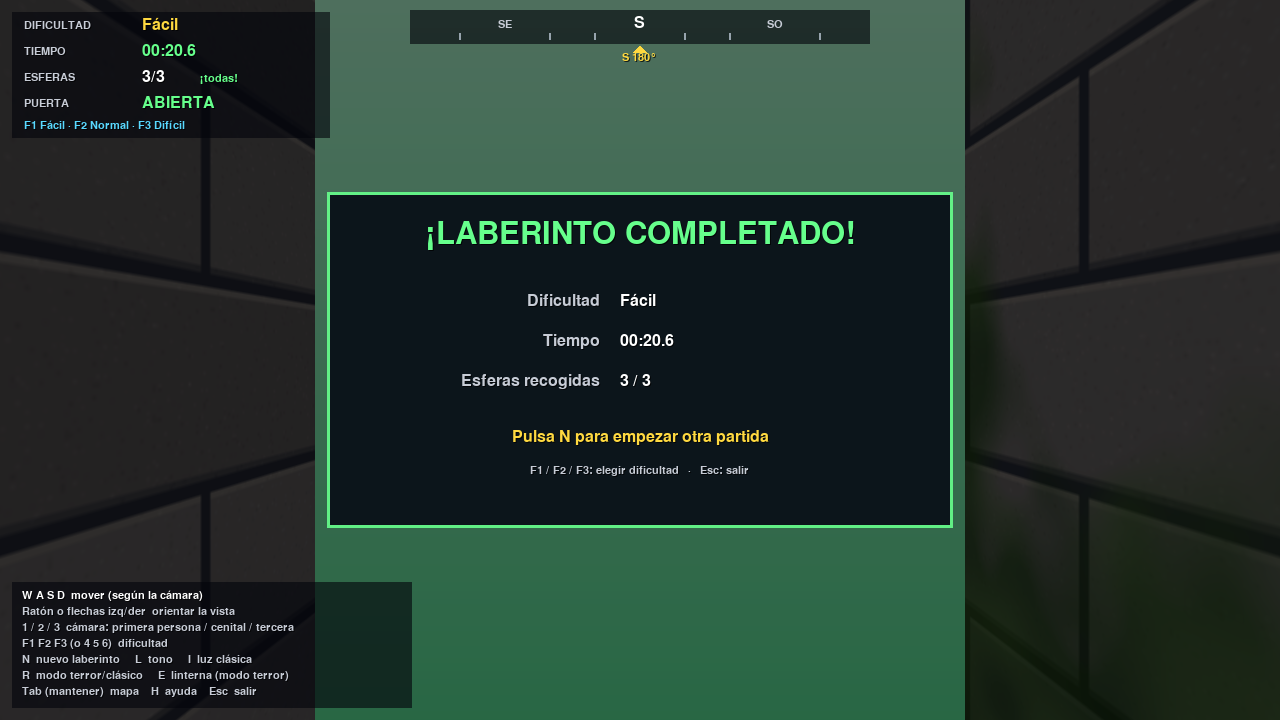 DIFICULTAD Fácil
TIEMPO 00:20.6
ESFERAS 3/3 ¡todas!
PUERTA ABIERTA
F1 Fácil · F2 Normal · F3 Difícil
SE S SO
S 180°
¡LABERINTO COMPLETADO!
Dificultad Fácil
Tiempo 00:20.6
Esferas recogidas 3 / 3
Pulsa N para empezar otra partida
F1 / F2 / F3: elegir dificultad · Esc: salir
W A S D mover (según la cámara)
Ratón o flechas izq/der orientar la vista
1 / 2 / 3 cámara: primera persona / cenital / tercera
F1 F2 F3 (o 4 5 6) dificultad
N nuevo laberinto L tono I luz clásica
R modo terror/clásico E linterna (modo terror)
Tab (mantener) mapa H ayuda Esc salir